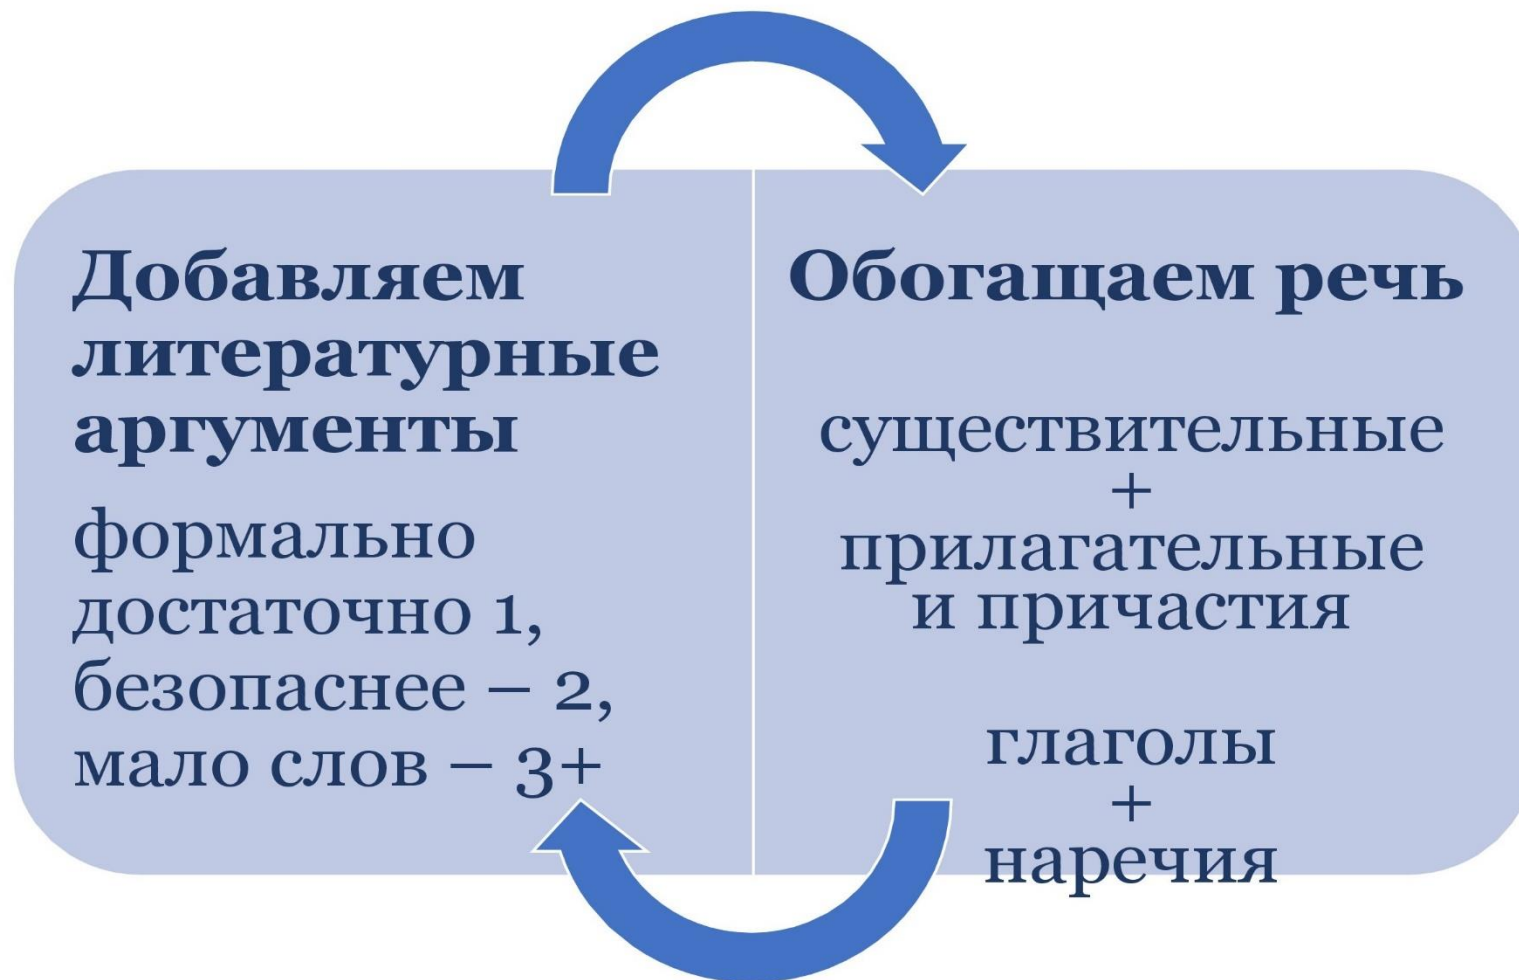 Добавляем
литературные
аргументы
формально
достаточно 1,
безопаснее – 2,
мало слов – 3+
Обогащаем речь
существительные
+
прилагательные
и причастия
глаголы
+
наречия